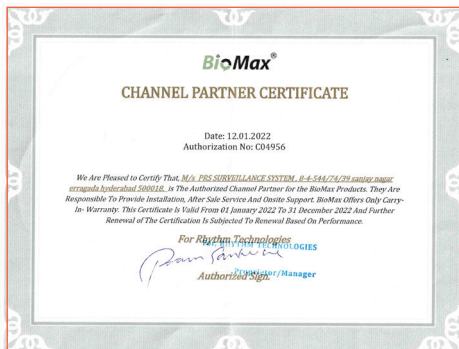 BioMax®
CHANNEL PARTNER CERTIFICATE
Date: 12.01.2022
Authorization No: C04956
We Are Pleased to Certify That, M/s PRS SURVEILLANCE SYSTEM, 8-4-544/74/39 sanjay nagar
erragada hyderabad 500018. is The Authorized Channel Partner for the BioMax Products. They Are
Responsible To Provide Installation, After Sale Service And Onsite Support. BioMax Offers Only Carry-
In- Warranty. This Certificate Is Valid From 01 January 2022 To 31 December 2022 And Further
Renewal of The Certification Is Subjected To Renewal Based On Performance.
For Rhythm Technologies
RHYTHM TECHNOLOGIES
Proprietor/Manager
Authorized Sign.